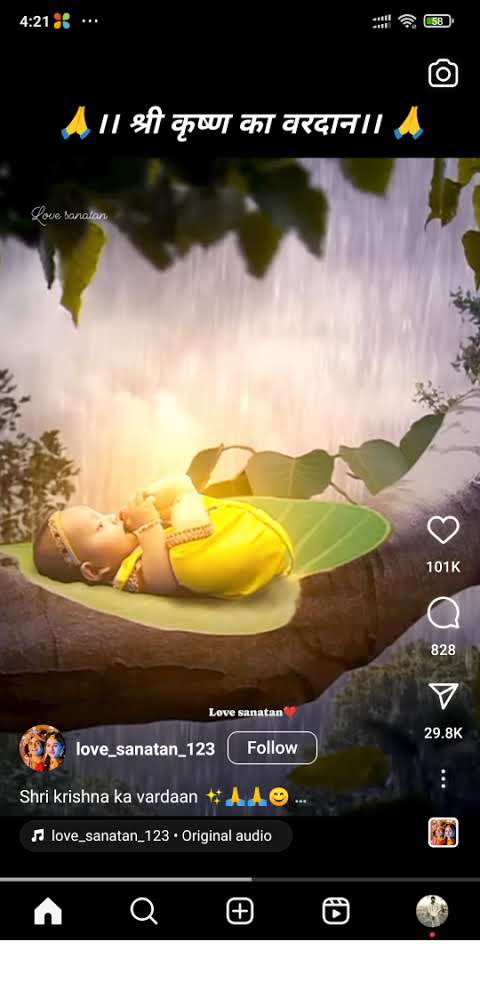 4:21
58
🙏।। श्री कृष्ण का वरदान।। 🙏
Love sanatan
101K
828
Love sanatan❤️
29.8K
love_sanatan_123 Follow
Shri krishna ka vardaan ✨🙏🙏😊 ...
love_sanatan_123 • Original audio